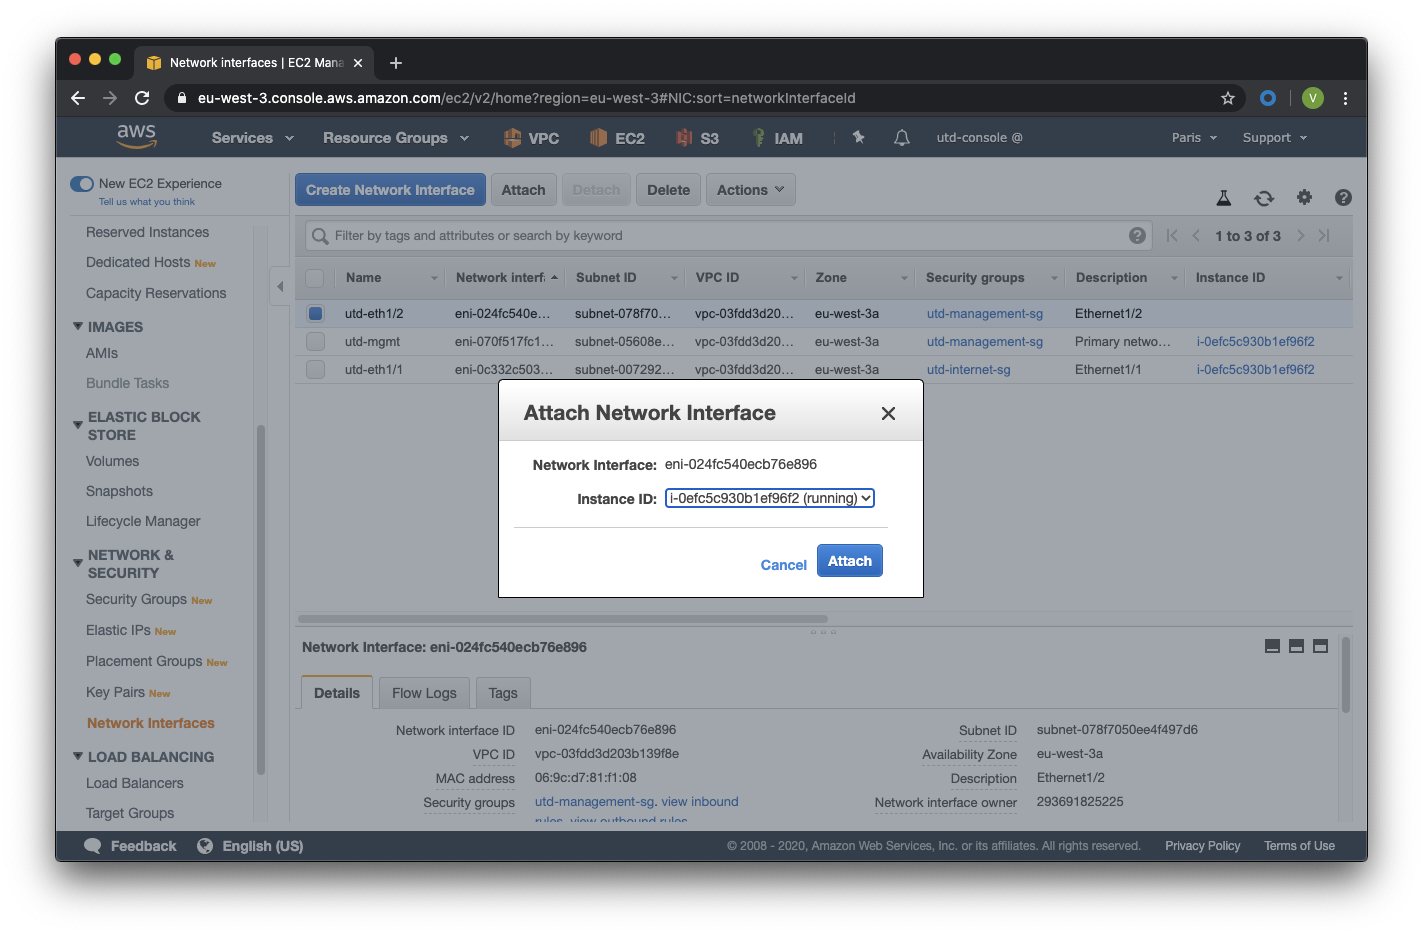 Network interfaces | EC2 Mana
eu-west-3.console.aws.amazon.com/ec2/v2/home?region=eu-west-3#NIC:sort=networkInterfaceId
V
aws Services Resource Groups VPC EC2 S3 IAM utd-console @ Paris Support
New EC2 Experience
Tell us what you think
Reserved Instances
Dedicated Hosts New
Capacity Reservations
IMAGES
AMIs
Bundle Tasks
ELASTIC BLOCK
STORE
Volumes
Snapshots
Lifecycle Manager
NETWORK &
SECURITY
Security Groups New
Elastic IPs New
Placement Groups New
Key Pairs New
Network Interfaces
LOAD BALANCING
Load Balancers
Target Groups
Create Network Interface Attach Detach Delete Actions
Filter by tags and attributes or search by keyword
1 to 3 of 3
Name Network interf Subnet ID VPC ID Zone Security groups Description Instance ID
utd-eth1/2 eni-024fc540e... subnet-078f70... vpc-03fdd3d20... eu-west-3a utd-management-sg Ethernet1/2
utd-mgmt eni-070f517fc1... subnet-05608e... vpc-03fdd3d20... eu-west-3a utd-management-sg Primary netwo... i-0efc5c930b1ef96f2
utd-eth1/1 eni-0c332c503... subnet-007292... vpc-03fdd3d20... eu-west-3a utd-internet-sg Ethernet1/1 i-0efc5c930b1ef96f2
Attach Network Interface
Network Interface: eni-024fc540ecb76e896
Instance ID: i-0efc5c930b1ef96f2 (running)
Cancel Attach
Network Interface: eni-024fc540ecb76e896
Details Flow Logs Tags
Network interface ID eni-024fc540ecb76e896 Subnet ID subnet-078f7050ee4f497d6
VPC ID vpc-03fdd3d203b139f8e Availability Zone eu-west-3a
MAC address 06:9c:d7:81:f1:08 Description Ethernet1/2
Security groups utd-management-sg. view inbound Network interface owner 293691825225
rules. view outbound rules
Feedback English (US) © 2008 - 2020, Amazon Web Services, Inc. or its affiliates. All rights reserved. Privacy Policy Terms of Use